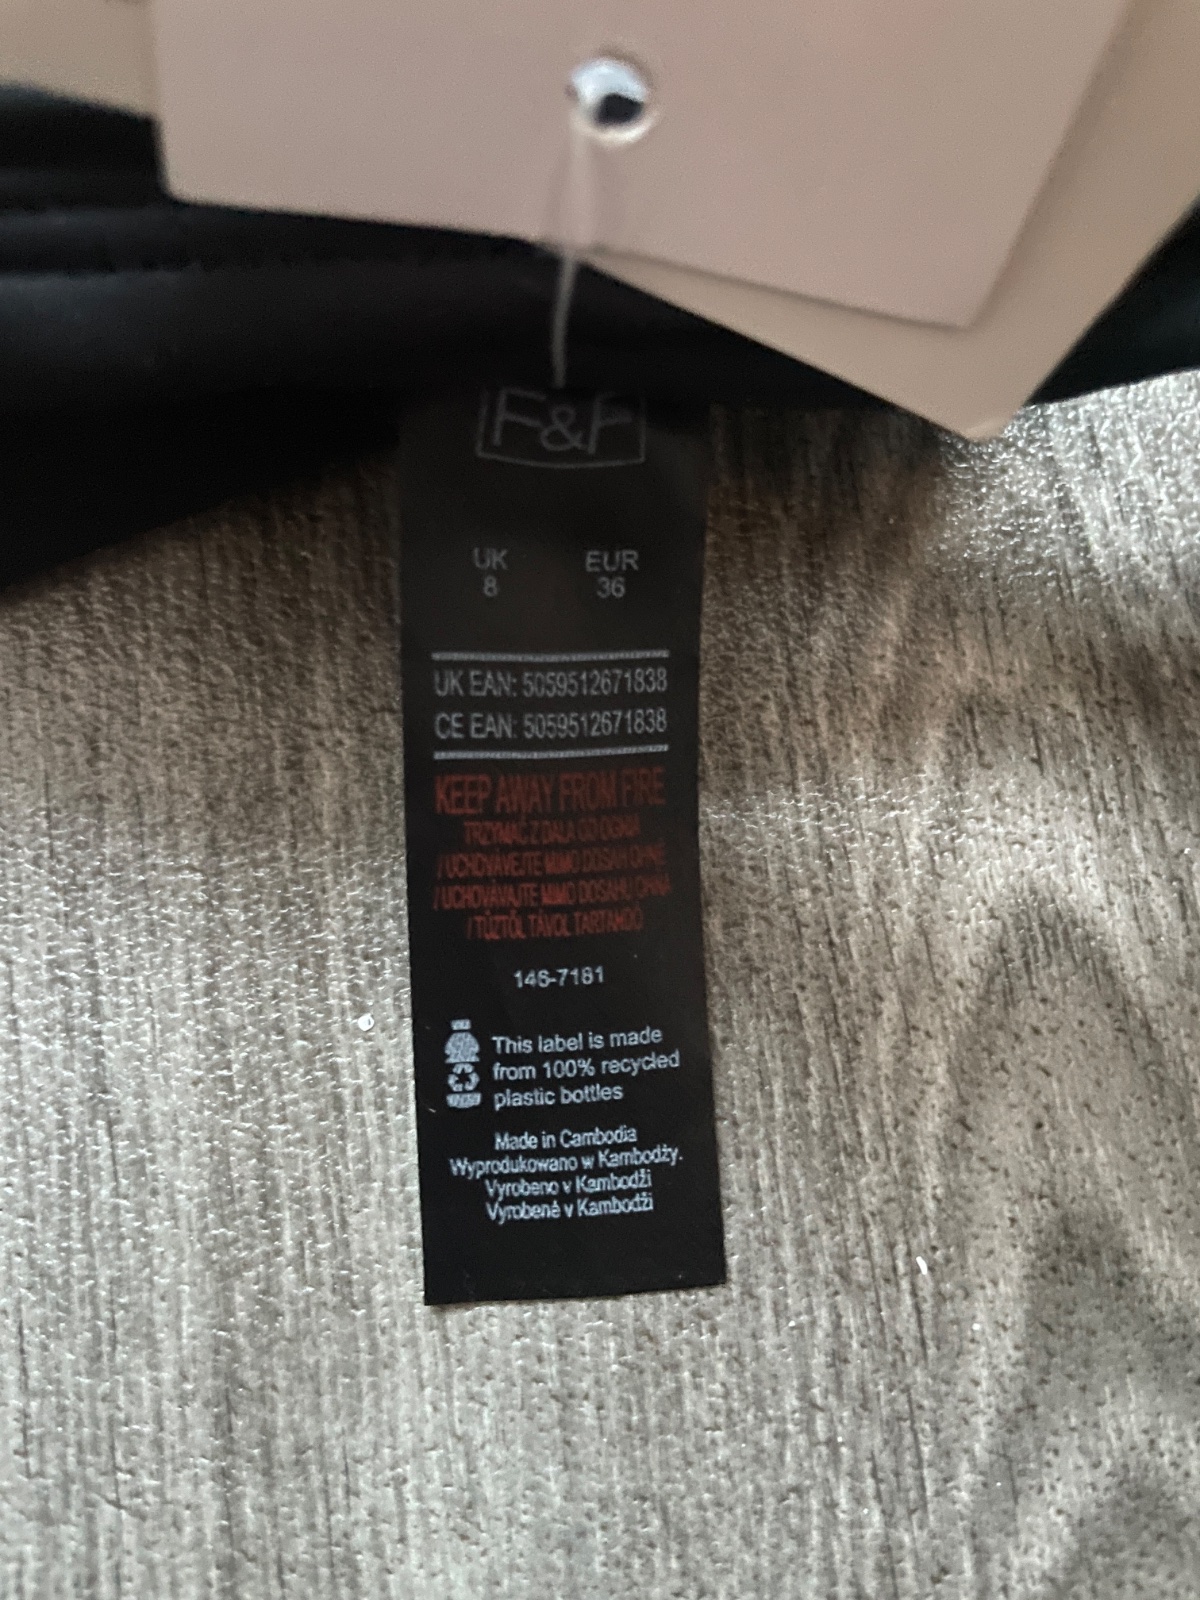 F&F
UK EUR
8 36
UK EAN: 5059512671838
CE EAN: 5059512671838
KEEP AWAY FROM FIRE
TRZYMAĆ Z DALA OD OGNIA
/ UCHOVÁVEJTE MIMO DOSAH OHNĚ
/ UCHOVÁVAJTE MIMO DOSAHU OHŇA
/ TŰZTŐL TÁVOL TARTANDÓ
146-7181
This label is made
from 100% recycled
plastic bottles
Made in Cambodia
Wyprodukowano w Kambodży.
Vyrobeno v Kambodži
Vyrobené v Kambodži